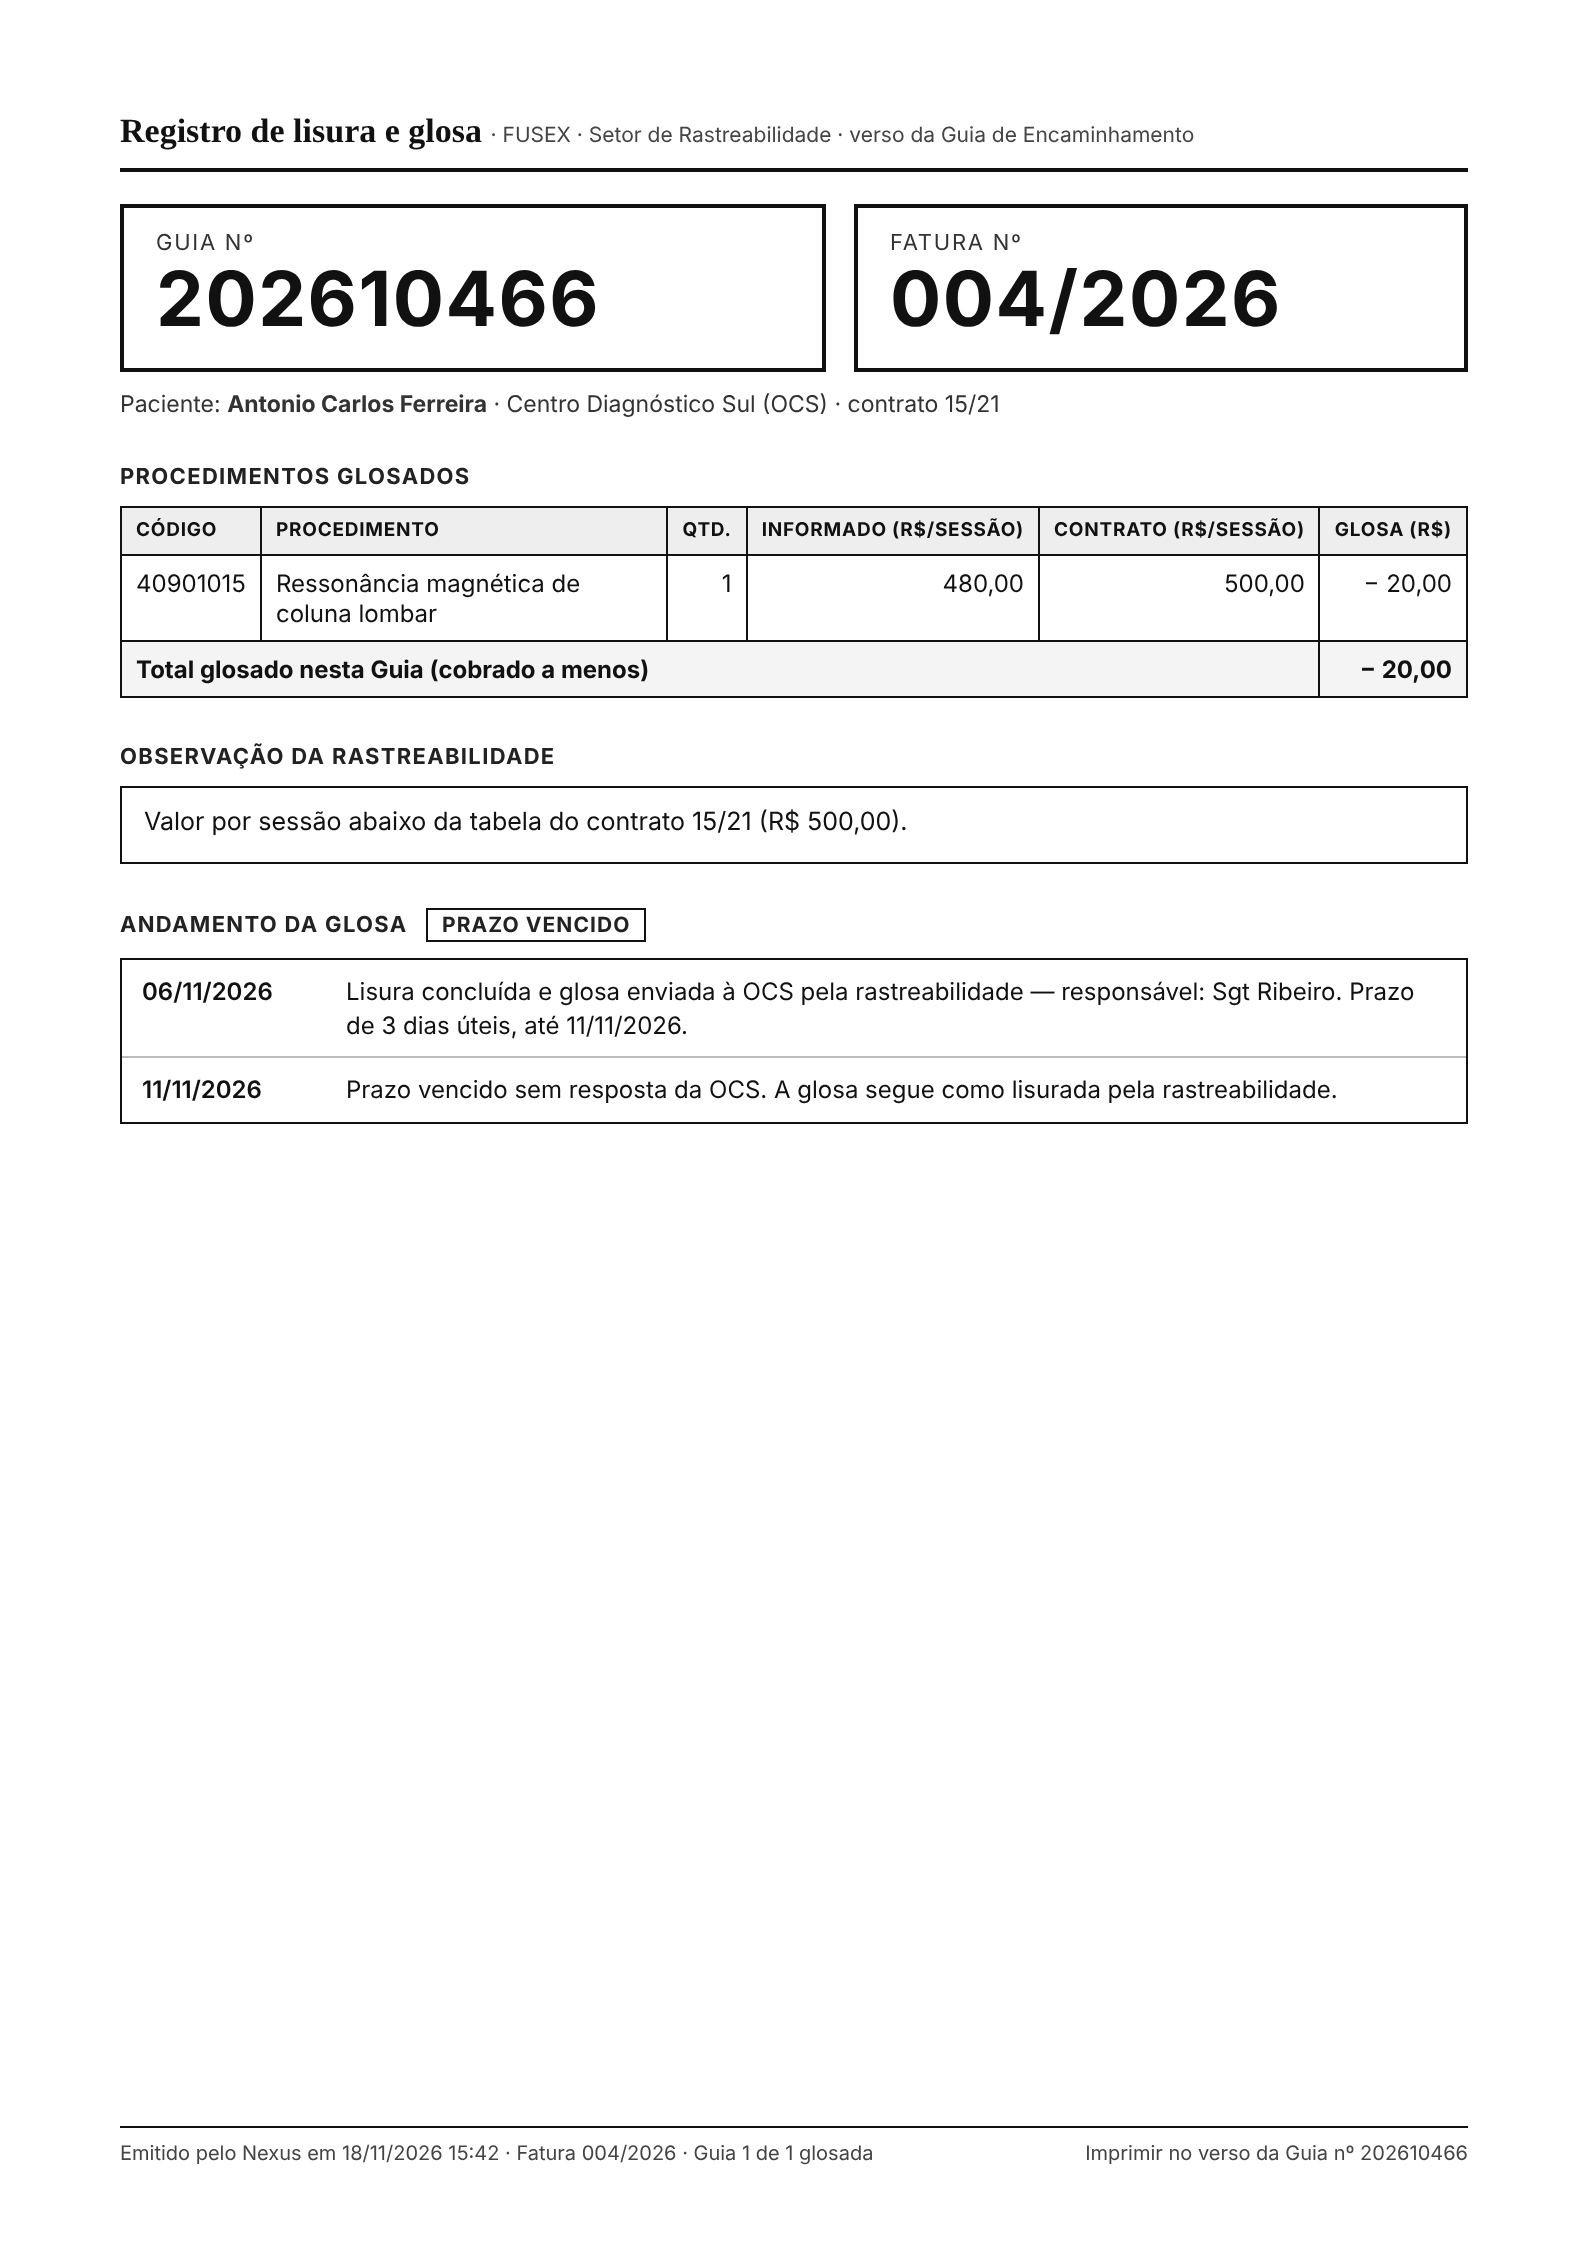 Registro de lisura e glosa · FUSEX · Setor de Rastreabilidade · verso da Guia de Encaminhamento
GUIA Nº
202610466
FATURA Nº
004/2026
Paciente: Antonio Carlos Ferreira · Centro Diagnóstico Sul (OCS) · contrato 15/21
PROCEDIMENTOS GLOSADOS
CÓDIGO PROCEDIMENTO QTD. INFORMADO (R$/SESSÃO) CONTRATO (R$/SESSÃO) GLOSA (R$)
40901015 Ressonância magnética de 1 480,00 500,00 − 20,00
coluna lombar
Total glosado nesta Guia (cobrado a menos) − 20,00
OBSERVAÇÃO DA RASTREABILIDADE
Valor por sessão abaixo da tabela do contrato 15/21 (R$ 500,00).
ANDAMENTO DA GLOSA PRAZO VENCIDO
06/11/2026 Lisura concluída e glosa enviada à OCS pela rastreabilidade — responsável: Sgt Ribeiro. Prazo
de 3 dias úteis, até 11/11/2026.
11/11/2026 Prazo vencido sem resposta da OCS. A glosa segue como lisurada pela rastreabilidade.
Emitido pelo Nexus em 18/11/2026 15:42 · Fatura 004/2026 · Guia 1 de 1 glosada Imprimir no verso da Guia nº 202610466